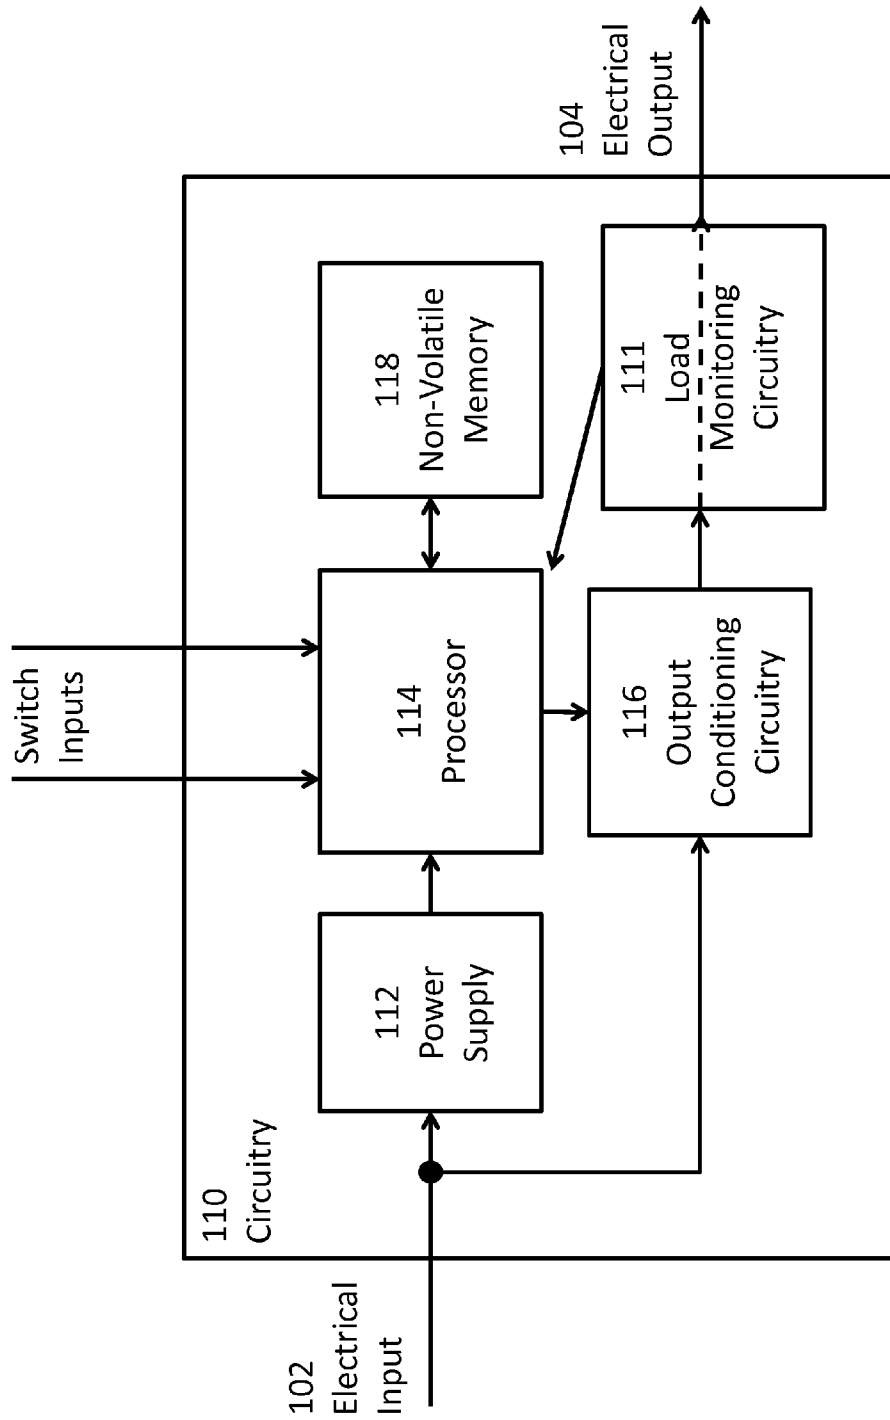 Switch
Inputs
110
Circuitry
102
Electrical
Input
112
Power
Supply
114
Processor
118
Non-Volatile
Memory
116
Output
Conditioning
Circuitry
111
Load
Monitoring
Circuitry
104
Electrical
Output